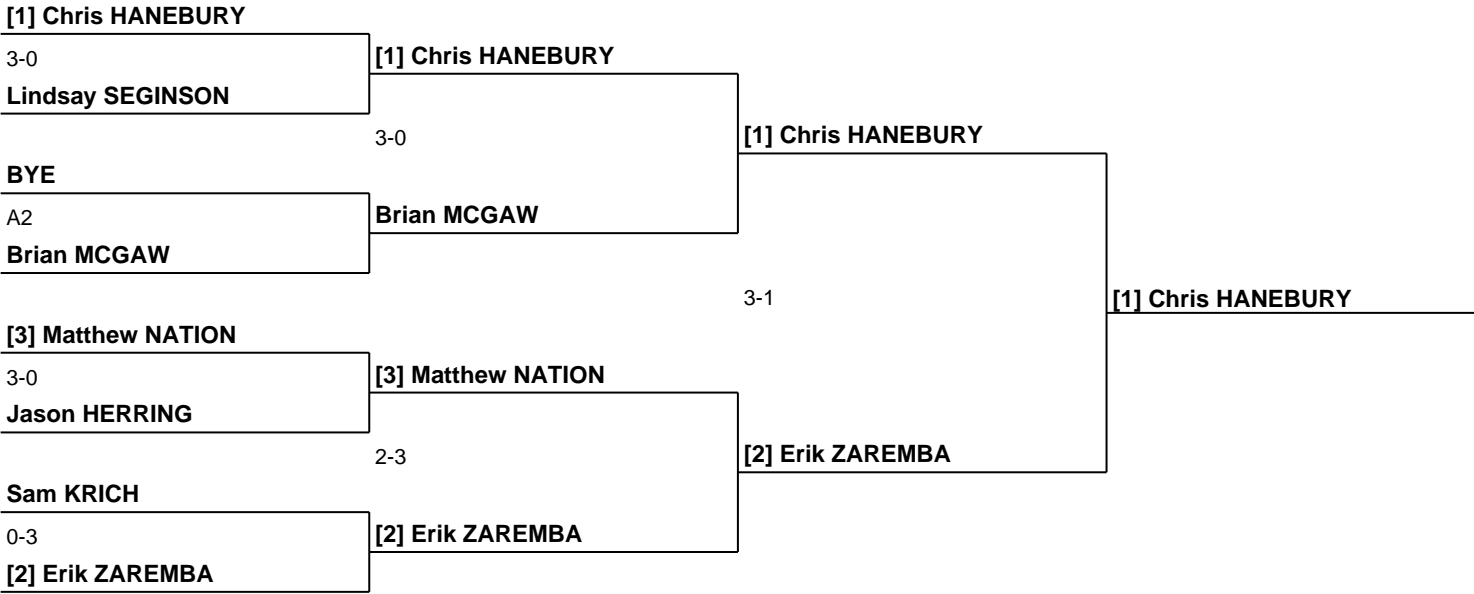 [1] Chris HANEBURY
3-0
[1] Chris HANEBURY
Lindsay SEGINSON
3-0
[1] Chris HANEBURY
BYE
A2
Brian MCGAW
Brian MCGAW
3-1
[1] Chris HANEBURY
[3] Matthew NATION
3-0
[3] Matthew NATION
Jason HERRING
2-3
[2] Erik ZAREMBA
Sam KRICH
0-3
[2] Erik ZAREMBA
[2] Erik ZAREMBA